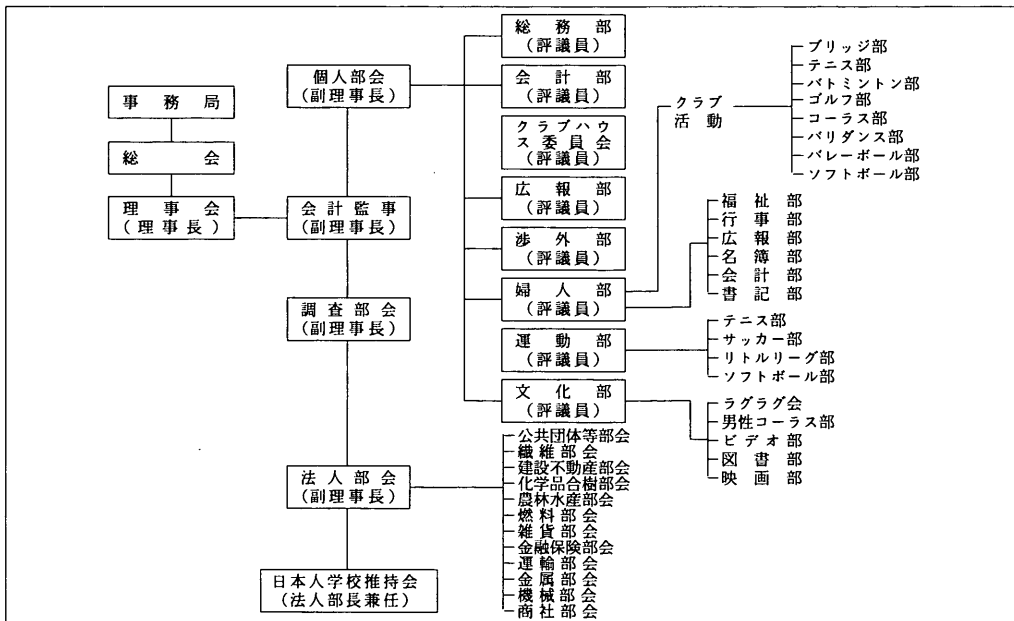 事務局
総会
理事会
(理事長)
個人部会
(副理事長)
会計監事
(副理事長)
調査部会
(副理事長)
法人部会
(副理事長)
日本人学校推持会
(法人部長兼任)
総務部
(評議員)
会計部
(評議員)
クラブハウ
ス委員会
(評議員)
広報部
(評議員)
渉外部
(評議員)
婦人部
(評議員)
運動部
(評議員)
文化部
(評議員)
公共団体等部会
繊維部会
建設不動産部会
化学品合樹部会
農林水産部会
燃料部会
雑貨部会
金融保険部会
運輸部会
金属部会
機械部会
商社部会
クラブ
活動
ブリッジ部
テニス部
バトミントン部
ゴルフ部
コーラス部
バリダンス部
バレーボール部
ソフトボール部
福祉部
行事部
広報部
名簿部
会計部
書記部
テニス部
サッカー部
リトルリーグ部
ソフトボール部
ラグラグ会
男性コーラス部
ビデオ部
図書部
映画部